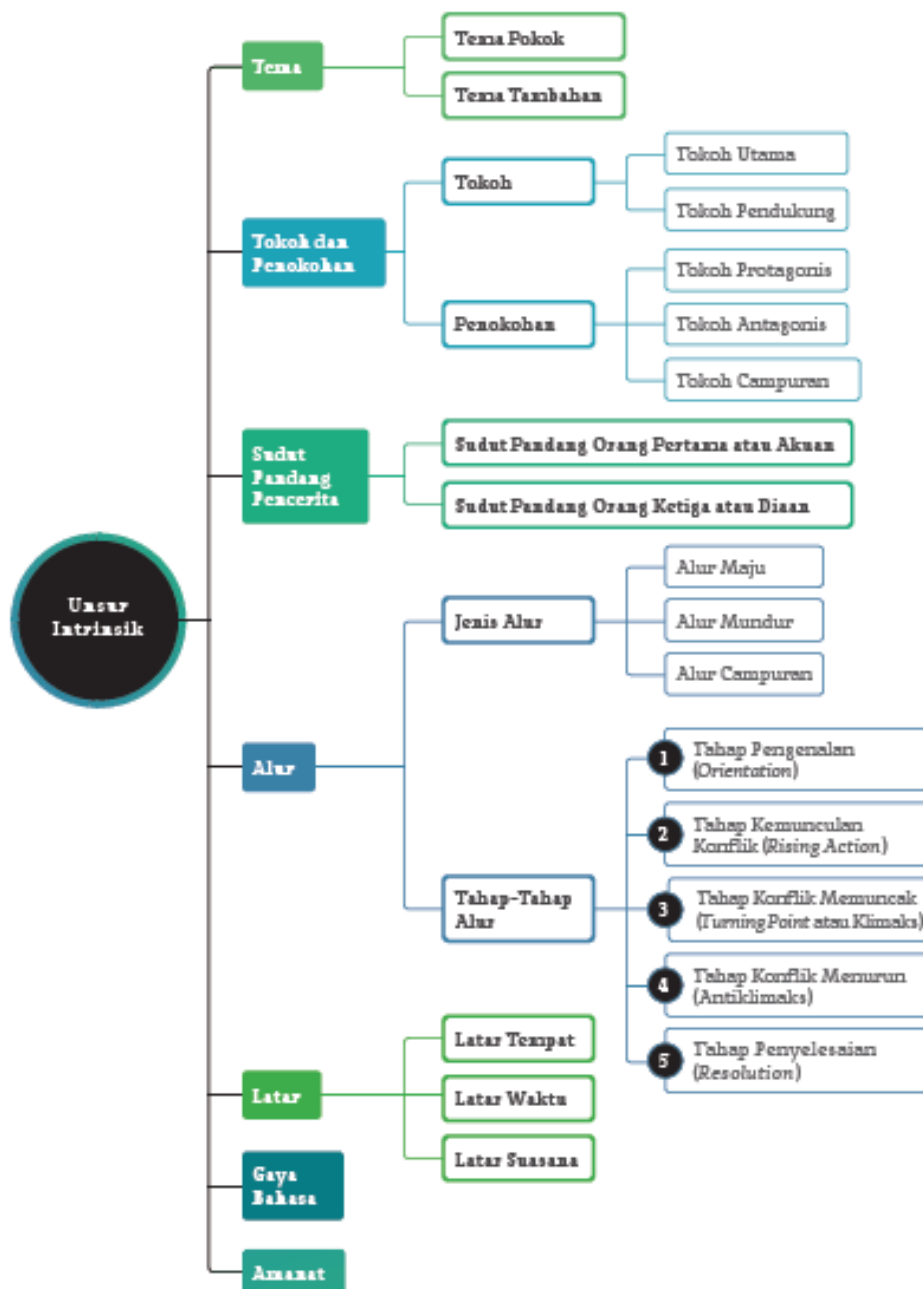 Unsur
Intrinsik
Tema
Tema Pokok
Tema Tambahan
Tokoh dan
Penokohan
Tokoh
Tokoh Utama
Tokoh Pendukung
Penokohan
Tokoh Protagonis
Tokoh Antagonis
Tokoh Campuran
Sudut
Pandang
Pencerita
Sudut Pandang Orang Pertama atau Akuan
Sudut Pandang Orang Ketiga atau Diaan
Alur
Jenis Alur
Alur Maju
Alur Mundur
Alur Campuran
Tahap-Tahap
Alur
1 Tahap Pengenalan
(Orientation)
2 Tahap Kemunculan
Konflik (Rising Action)
3 Tahap Konflik Memuncak
(Turning Point atau Klimaks)
4 Tahap Konflik Menurun
(Antiklimaks)
5 Tahap Penyelesaian
(Resolution)
Latar
Latar Tempat
Latar Waktu
Latar Suasana
Gaya
Bahasa
Amanat